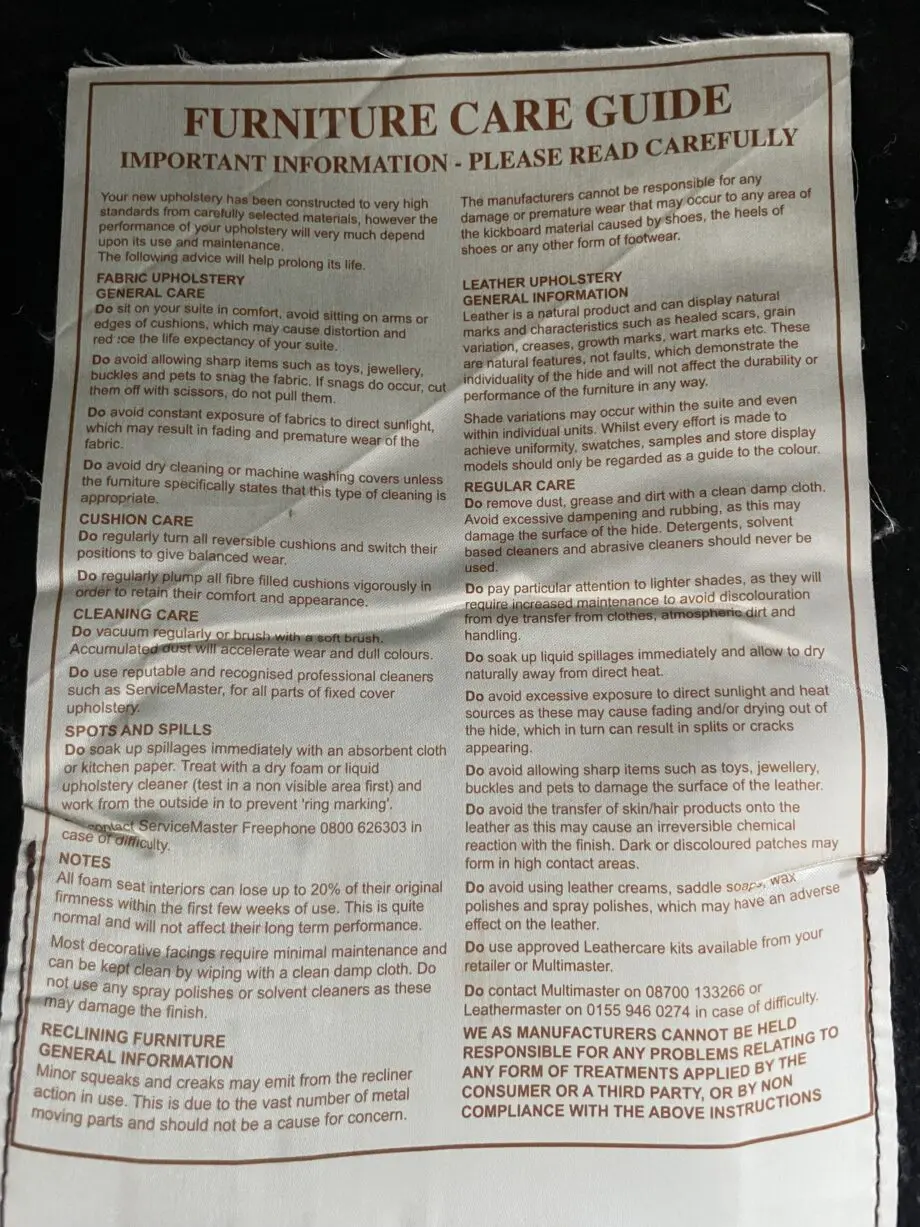 FURNITURE CARE GUIDE
IMPORTANT INFORMATION - PLEASE READ CAREFULLY
Your new upholstery has been constructed to very high
standards from carefully selected materials, however the
performance of your upholstery will very much depend
upon its use and maintenance.
The following advice will help prolong its life.
FABRIC UPHOLSTERY
GENERAL CARE
Do sit on your suite in comfort, avoid sitting on arms or
edges of cushions, which may cause distortion and
red :ce the life expectancy of your suite.
Do avoid allowing sharp items such as toys, jewellery,
buckles and pets to snag the fabric. If snags do occur, cut
them off with scissors, do not pull them.
Do avoid constant exposure of fabrics to direct sunlight,
which may result in fading and premature wear of the
fabric.
Do avoid dry cleaning or machine washing covers unless
the furniture specifically states that this type of cleaning is
appropriate.
CUSHION CARE
Do regularly turn all reversible cushions and switch their
positions to give balanced wear.
Do regularly plump all fibre filled cushions vigorously in
order to retain their comfort and appearance.
CLEANING CARE
Do vacuum regularly or brush with a soft brush.
Accumulated dust will accelerate wear and dull colours.
Do use reputable and recognised professional cleaners
such as ServiceMaster, for all parts of fixed cover
upholstery.
SPOTS AND SPILLS
Do soak up spillages immediately with an absorbent cloth
or kitchen paper. Treat with a dry foam or liquid
upholstery cleaner (test in a non visible area first) and
work from the outside in to prevent 'ring marking'.
contact ServiceMaster Freephone 0800 626303 in
case of difficulty.
NOTES
All foam seat interiors can lose up to 20% of their original
firmness within the first few weeks of use. This is quite
normal and will not affect their long term performance.
Most decorative facings require minimal maintenance and
can be kept clean by wiping with a clean damp cloth. Do
not use any spray polishes or solvent cleaners as these
may damage the finish.
RECLINING FURNITURE
GENERAL INFORMATION
Minor squeaks and creaks may emit from the recliner
action in use. This is due to the vast number of metal
moving parts and should not be a cause for concern.
The manufacturers cannot be responsible for any
damage or premature wear that may occur to any area of
the kickboard material caused by shoes, the heels of
shoes or any other form of footwear.
LEATHER UPHOLSTERY
GENERAL INFORMATION
Leather is a natural product and can display natural
marks and characteristics such as healed scars, grain
variation, creases, growth marks, wart marks etc. These
are natural features, not faults, which demonstrate the
individuality of the hide and will not affect the durability or
performance of the furniture in any way.
Shade variations may occur within the suite and even
within individual units. Whilst every effort is made to
achieve uniformity, swatches, samples and store display
models should only be regarded as a guide to the colour.
REGULAR CARE
Do remove dust, grease and dirt with a clean damp cloth.
Avoid excessive dampening and rubbing, as this may
damage the surface of the hide. Detergents, solvent
based cleaners and abrasive cleaners should never be
used.
Do pay particular attention to lighter shades, as they will
require increased maintenance to avoid discolouration
from dye transfer from clothes, atmospheric dirt and
handling.
Do soak up liquid spillages immediately and allow to dry
naturally away from direct heat.
Do avoid excessive exposure to direct sunlight and heat
sources as these may cause fading and/or drying out of
the hide, which in turn can result in splits or cracks
appearing.
Do avoid allowing sharp items such as toys, jewellery,
buckles and pets to damage the surface of the leather.
Do avoid the transfer of skin/hair products onto the
leather as this may cause an irreversible chemical
reaction with the finish. Dark or discoloured patches may
form in high contact areas.
Do avoid using leather creams, saddle soaps, wax
polishes and spray polishes, which may have an adverse
effect on the leather.
Do use approved Leathercare kits available from your
retailer or Multimaster.
Do contact Multimaster on 08700 133266 or
Leathermaster on 0155 946 0274 in case of difficulty.
WE AS MANUFACTURERS CANNOT BE HELD
RESPONSIBLE FOR ANY PROBLEMS RELATING TO
ANY FORM OF TREATMENTS APPLIED BY THE
CONSUMER OR A THIRD PARTY, OR BY NON
COMPLIANCE WITH THE ABOVE INSTRUCTIONS